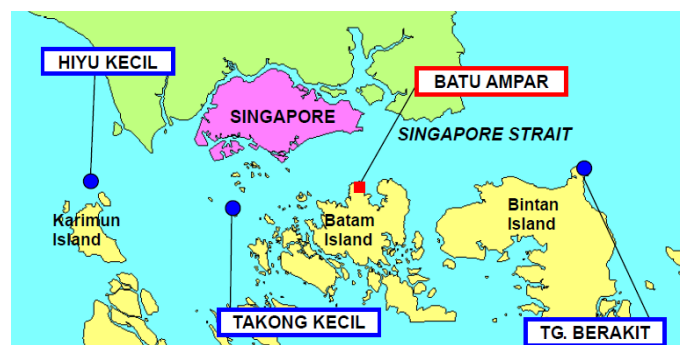 HIYU KECIL
BATU AMPAR
SINGAPORE
SINGAPORE STRAIT
Karimun
Island
Batam
Island
Bintan
Island
TAKONG KECIL
TG. BERAKIT